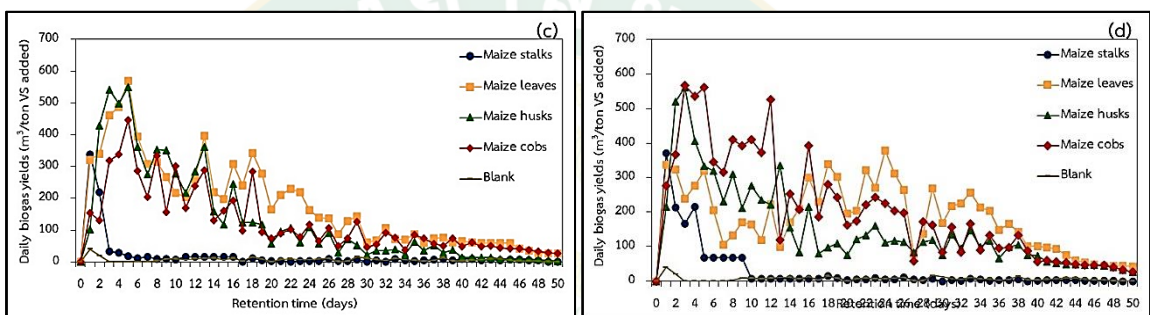 (c)
Daily biogas yields (m³/ton VS added)
700
600
500
400
300
200
100
0
Maize stalks
Maize leaves
Maize husks
Maize cobs
Blank
0 2 4 6 8 10 12 14 16 18 20 22 24 26 28 30 32 34 36 38 40 42 44 46 48 50
Retention time (days)
(d)
Daily biogas yields (m³/ton VS added)
700
600
500
400
300
200
100
0
Maize stalks
Maize leaves
Maize husks
Maize cobs
Blank
0 2 4 6 8 10 12 14 16 18 20 22 24 26 28 30 32 34 36 38 40 42 44 46 48 50
Retention time (days)